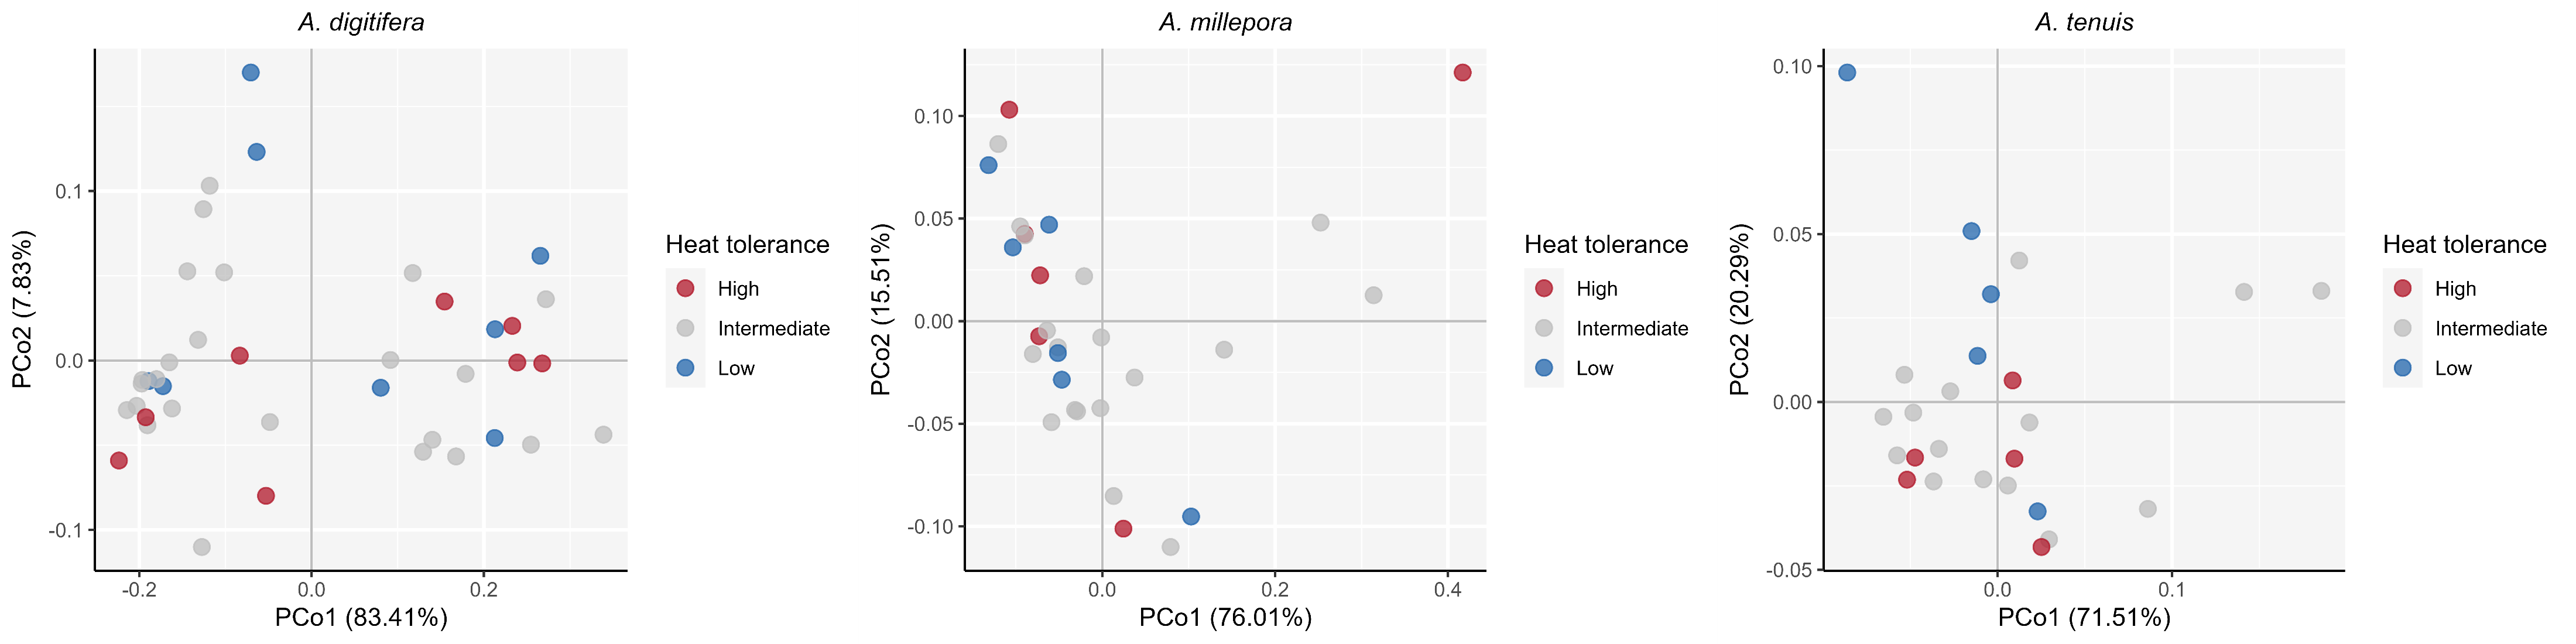 A. digitifera
PCo2 (7.83%)
0.1
0.0
-0.1
-0.2
0.0
0.2
PCo1 (83.41%)
Heat tolerance
High
Intermediate
Low
A. millepora
PCo2 (15.51%)
0.10
0.05
0.00
-0.05
-0.10
0.0
0.2
0.4
PCo1 (76.01%)
Heat tolerance
High
Intermediate
Low
A. tenuis
PCo2 (20.29%)
0.10
0.05
0.00
-0.05
0.0
0.1
PCo1 (71.51%)
Heat tolerance
High
Intermediate
Low